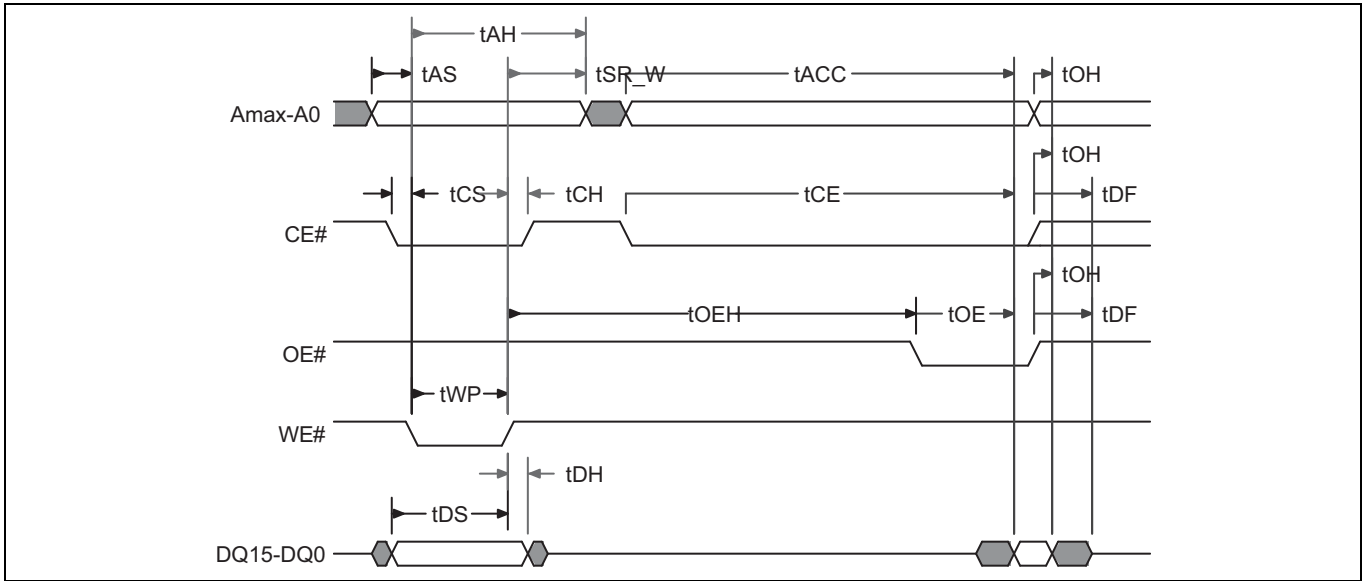 tAH
tAS
tSR_W
tACC
tOH
Amax-A0
tOH
tCS
tCH
tCE
tDF
CE#
tOH
tOEH
tOE
tDF
OE#
tWP
WE#
tDH
tDS
DQ15-DQ0